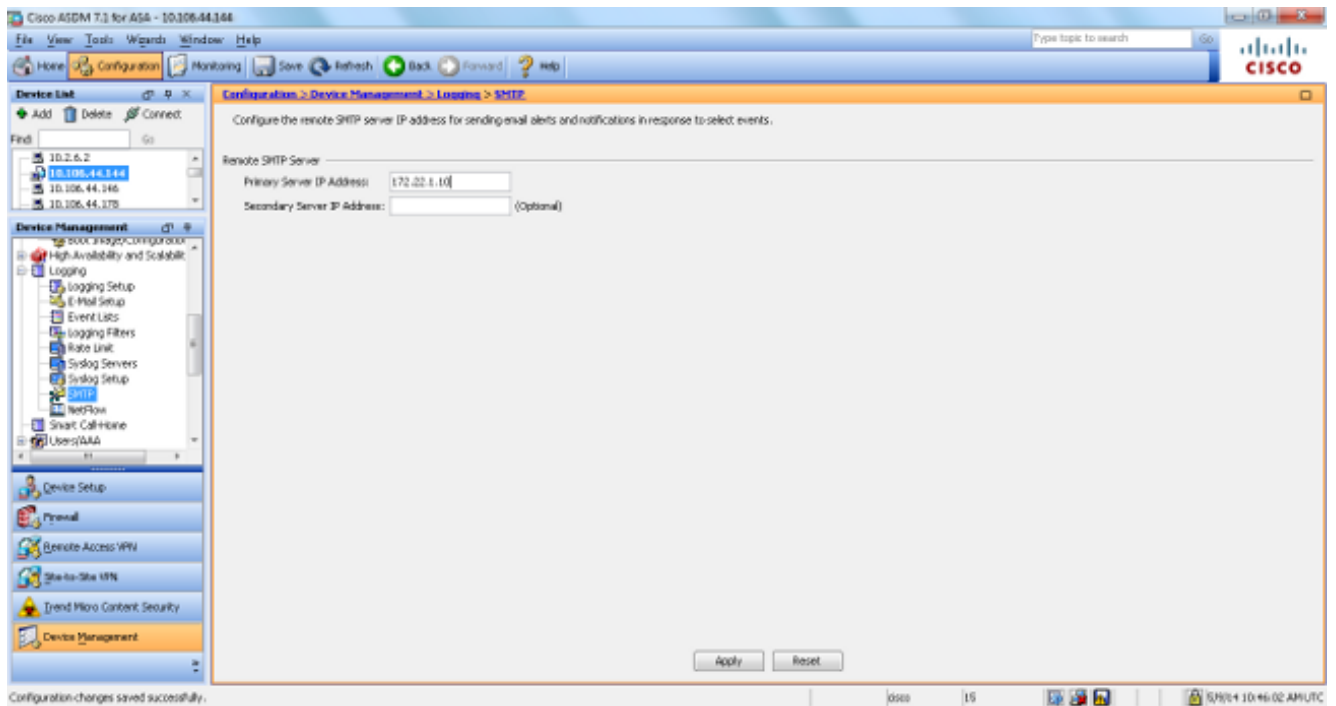 Cisco ASDM 7.1 for ASA - 10.106.44.144
File View Tools Wizards Window Help
Type topic to search Go
Home Configuration Monitoring Save Refresh Back Forward Help
CISCO
Device List
Add Delete Connect
Find: Go
10.2.6.2
10.106.44.144
10.106.44.146
10.106.44.178
Device Management
Boot Image/Configuration
High Availability and Scalabilit
Logging
Logging Setup
E-Mail Setup
Event Lists
Logging Filters
Rate Limit
Syslog Servers
Syslog Setup
SMTP
NetFlow
Smart Call-Home
Users/AAA
Device Setup
Firewall
Remote Access VPN
Site-to-Site VPN
Trend Micro Content Security
Device Management
Configuration > Device Management > Logging > SMTP
Configure the remote SMTP server IP address for sending email alerts and notifications in response to select events.
Remote SMTP Server
Primary Server IP Address: 172.22.1.10
Secondary Server IP Address: (Optional)
Apply Reset
Configuration changes saved successfully.
cisco
15
5/9/14 10:46:02 AM UTC